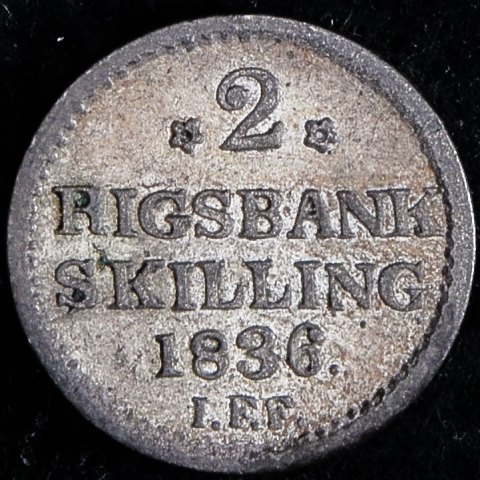 2
RIGSBANK
SKILLING
1836.
I.F.F.